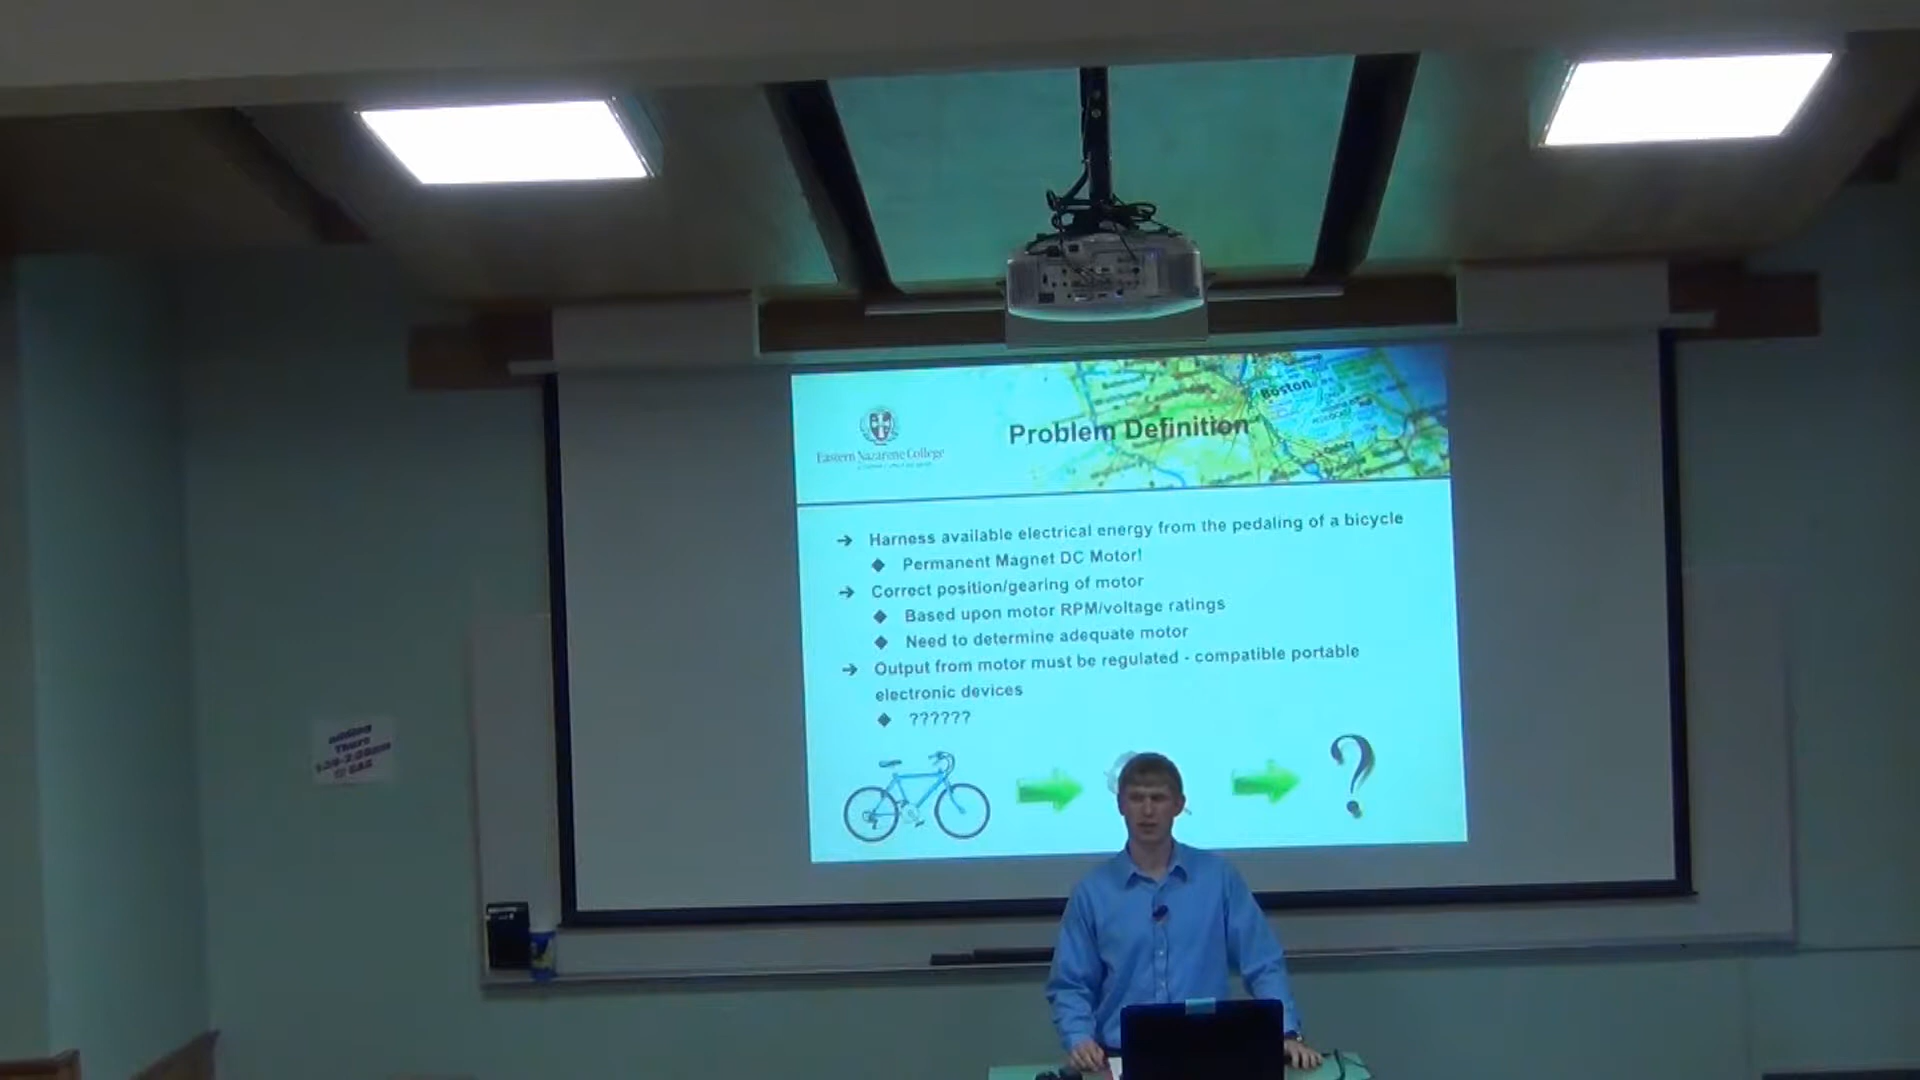 Boston
Problem Definition
Eastern Nazarene College
➔ Harness available electrical energy from the pedaling of a bicycle
◆ Permanent Magnet DC Motor!
➔ Correct position/gearing of motor
◆ Based upon motor RPM/voltage ratings
◆ Need to determine adequate motor
➔ Output from motor must be regulated - compatible portable
electronic devices
◆ ??????
?
Thurs